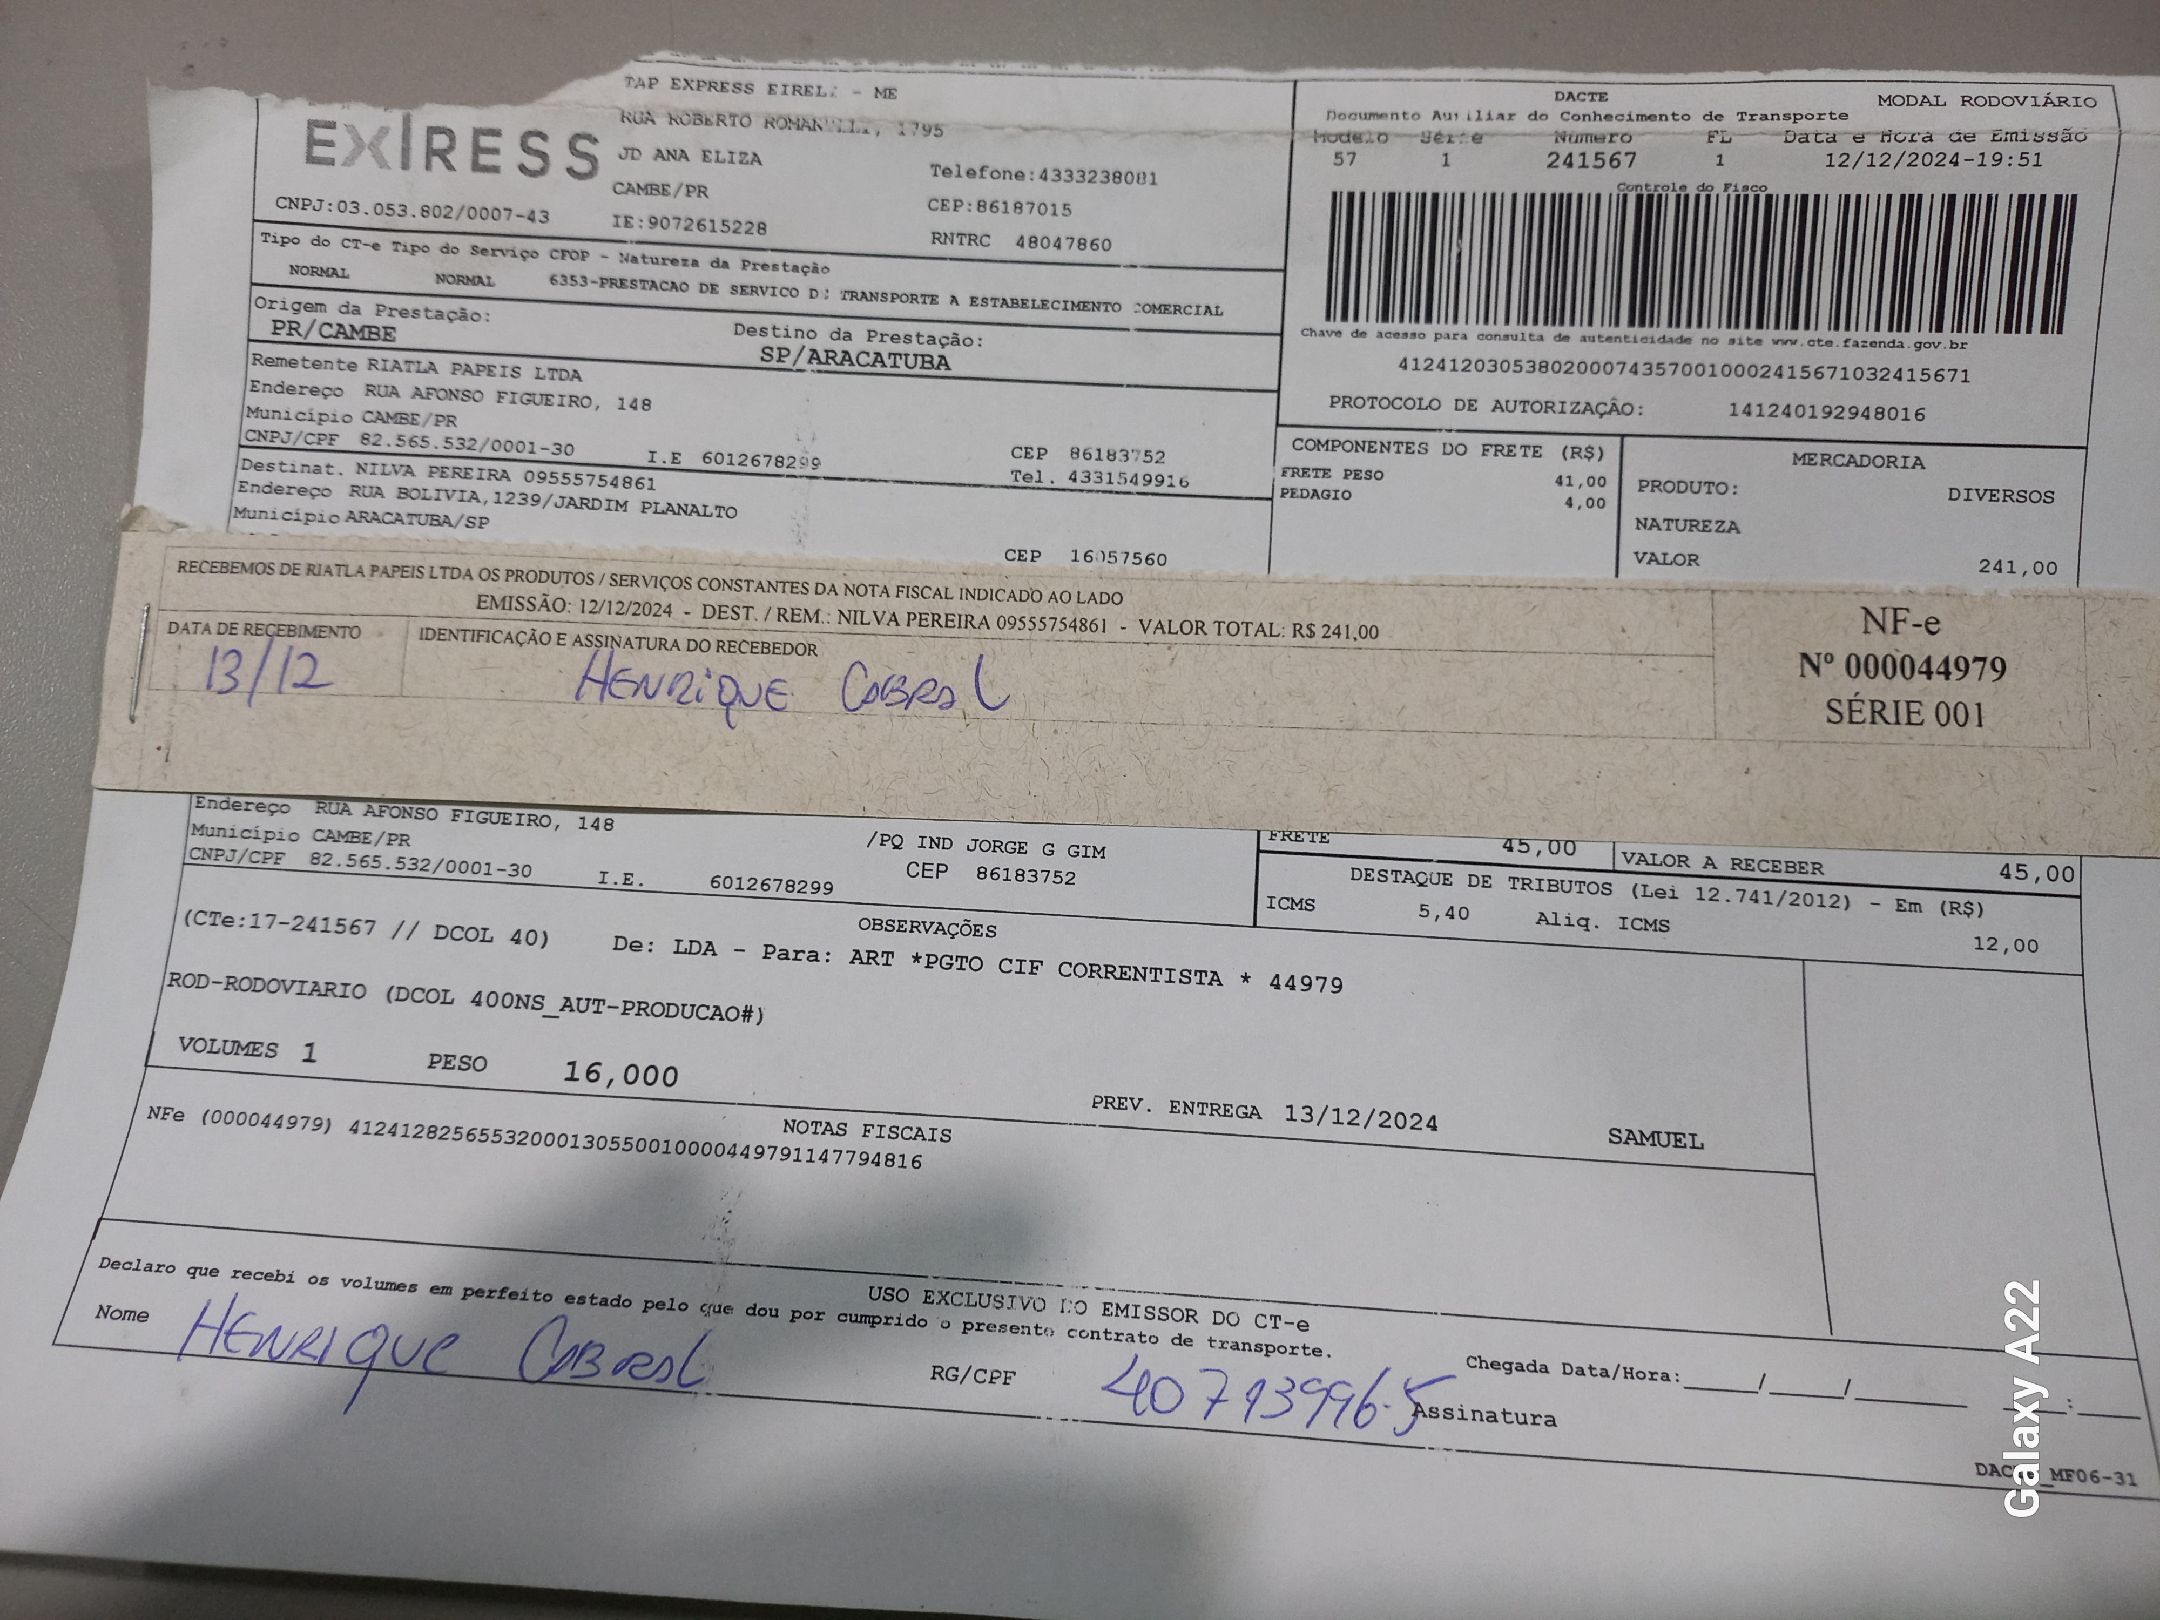 TAP EXPRESS EIRELI - ME
EXPRESS
RUA ROBERTO ROMANELLI, 1795
JD ANA ELIZA
Telefone:4333238081
CAMBE/PR
CEP:86187015
CNPJ:03.053.802/0007-43
IE:9072615228
RNTRC 48047860
DACTE
MODAL RODOVIÁRIO
Documento Auxiliar do Conhecimento de Transporte
Modelo Série Número FL Data e Hora de Emissão
57 1 241567 1 12/12/2024-19:51
Controle do Fisco
Chave de acesso para consulta de autenticidade no site www.cte.fazenda.gov.br
41241203053802000743570010002415671032415671
PROTOCOLO DE AUTORIZAÇÃO: 141240192948016
Tipo do CT-e Tipo do Serviço CFOP - Natureza da Prestação
NORMAL NORMAL 6353-PRESTACAO DE SERVICO DE TRANSPORTE A ESTABELECIMENTO COMERCIAL
Origem da Prestação:
PR/CAMBE
Destino da Prestação:
SP/ARACATUBA
Remetente RIATLA PAPEIS LTDA
Endereço RUA AFONSO FIGUEIRO, 148
Município CAMBE/PR
CEP 86183752
CNPJ/CPF 82.565.532/0001-30 I.E 6012678299
Tel. 4331549916
Destinat. NILVA PEREIRA 09555754861
Endereço RUA BOLIVIA,1239/JARDIM PLANALTO
Município ARACATUBA/SP
CEP 16057560
COMPONENTES DO FRETE (R$)
FRETE PESO 41,00
PEDAGIO 4,00
MERCADORIA
PRODUTO: DIVERSOS
NATUREZA
VALOR 241,00
RECEBEMOS DE RIATLA PAPEIS LTDA OS PRODUTOS / SERVIÇOS CONSTANTES DA NOTA FISCAL INDICADO AO LADO
EMISSÃO: 12/12/2024 - DEST. / REM.: NILVA PEREIRA 09555754861 - VALOR TOTAL: R$ 241,00
DATA DE RECEBIMENTO
13/12
IDENTIFICAÇÃO E ASSINATURA DO RECEBEDOR
HENRIQUE CABRAL
NF-e
Nº 000044979
SÉRIE 001
Endereço RUA AFONSO FIGUEIRO, 148
/PQ IND JORGE G GIM
Município CAMBE/PR
CEP 86183752
CNPJ/CPF 82.565.532/0001-30 I.E. 6012678299
FRETE 45,00
VALOR A RECEBER 45,00
DESTAQUE DE TRIBUTOS (Lei 12.741/2012) - Em (R$)
ICMS 5,40 Aliq. ICMS 12,00
OBSERVAÇÕES
(CTe:17-241567 // DCOL 40) De: LDA - Para: ART *PGTO CIF CORRENTISTA * 44979
ROD-RODOVIARIO (DCOL 400NS_AUT-PRODUCAO#)
VOLUMES 1 PESO 16,000
PREV. ENTREGA 13/12/2024 SAMUEL
NOTAS FISCAIS
NFe (000044979) 41241282565532000130550010000449791147794816
USO EXCLUSIVO DO EMISSOR DO CT-e
Declaro que recebi os volumes em perfeito estado pelo que dou por cumprido o presente contrato de transporte.
Nome HENRIQUE CABRAL
RG/CPF 40713996-5
Chegada Data/Hora:____/____/______ ___:____
Assinatura
MF06-31
Galaxy A22